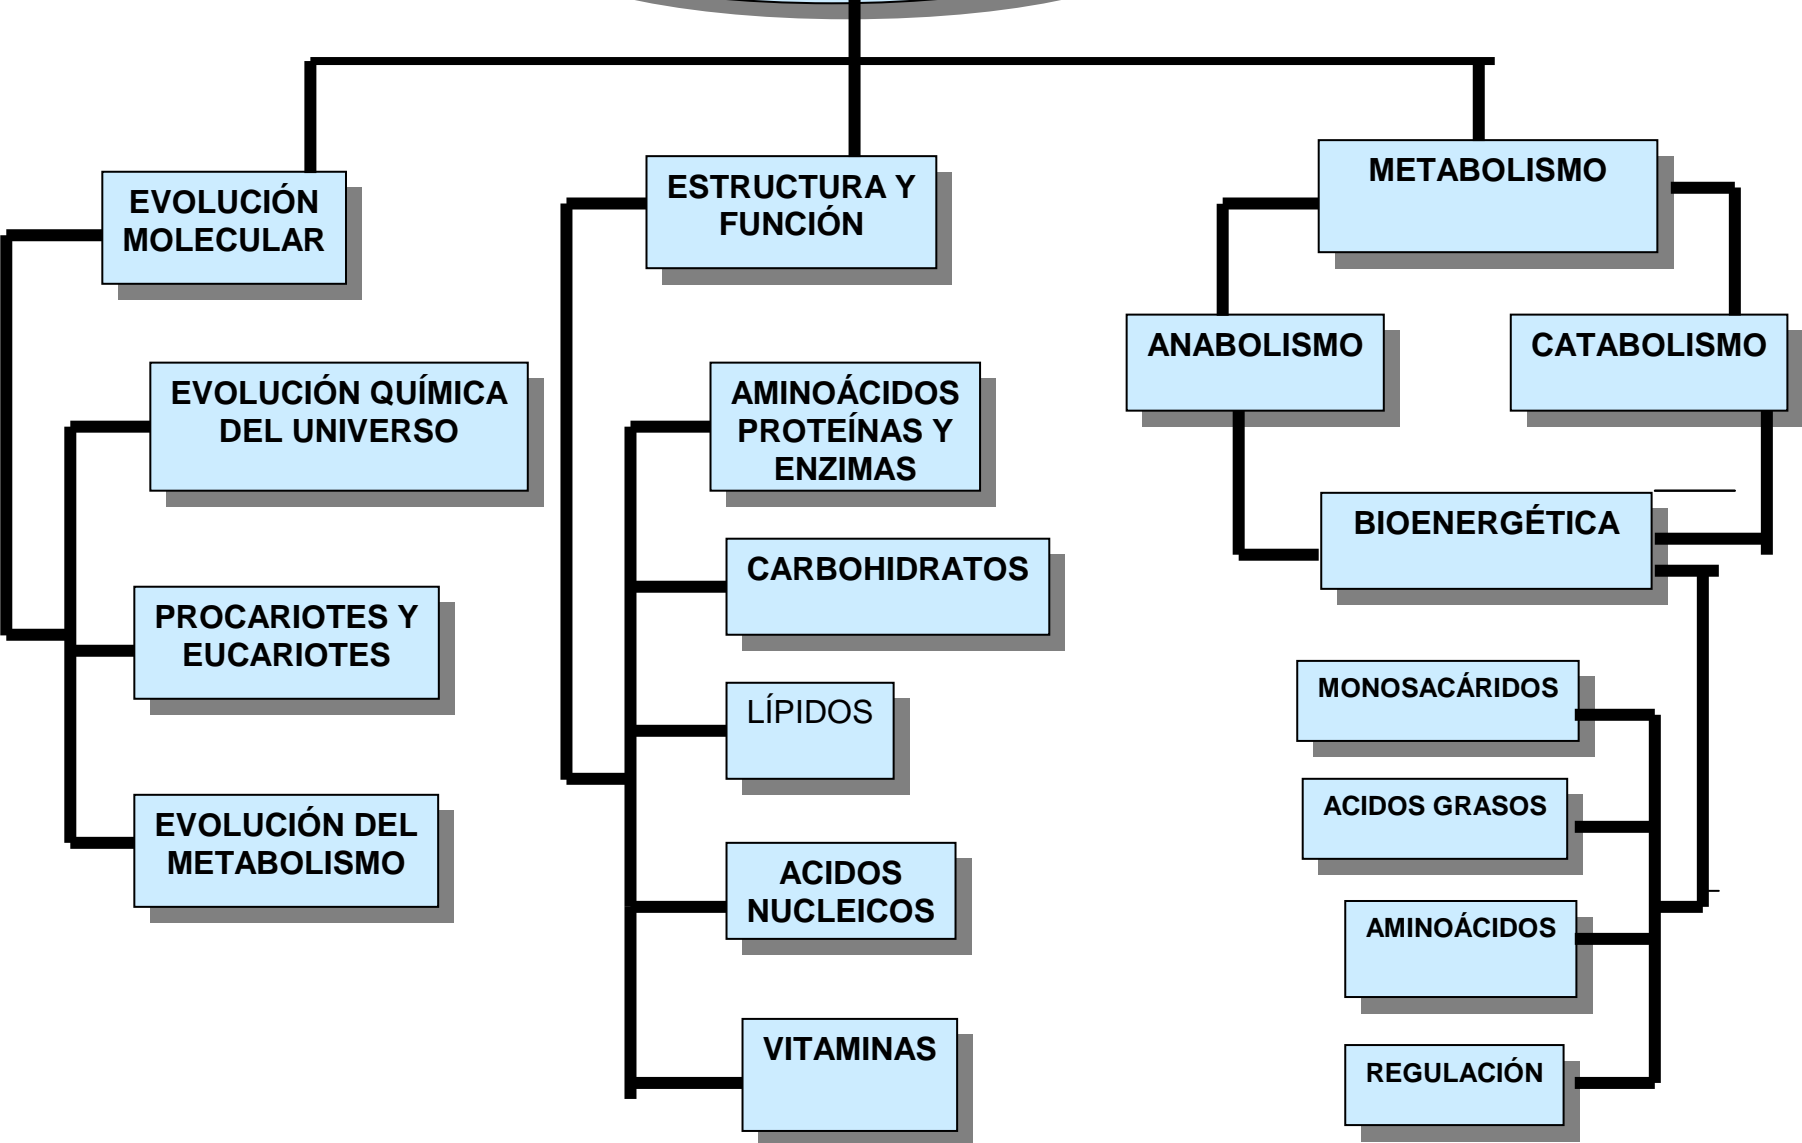 EVOLUCIÓN
MOLECULAR
EVOLUCIÓN QUÍMICA
DEL UNIVERSO
PROCARIOTES Y
EUCARIOTES
EVOLUCIÓN DEL
METABOLISMO
ESTRUCTURA Y
FUNCIÓN
AMINOÁCIDOS
PROTEÍNAS Y
ENZIMAS
CARBOHIDRATOS
LÍPIDOS
ACIDOS
NUCLEICOS
VITAMINAS
METABOLISMO
ANABOLISMO
CATABOLISMO
BIOENERGÉTICA
MONOSACÁRIDOS
ACIDOS GRASOS
AMINOÁCIDOS
REGULACIÓN